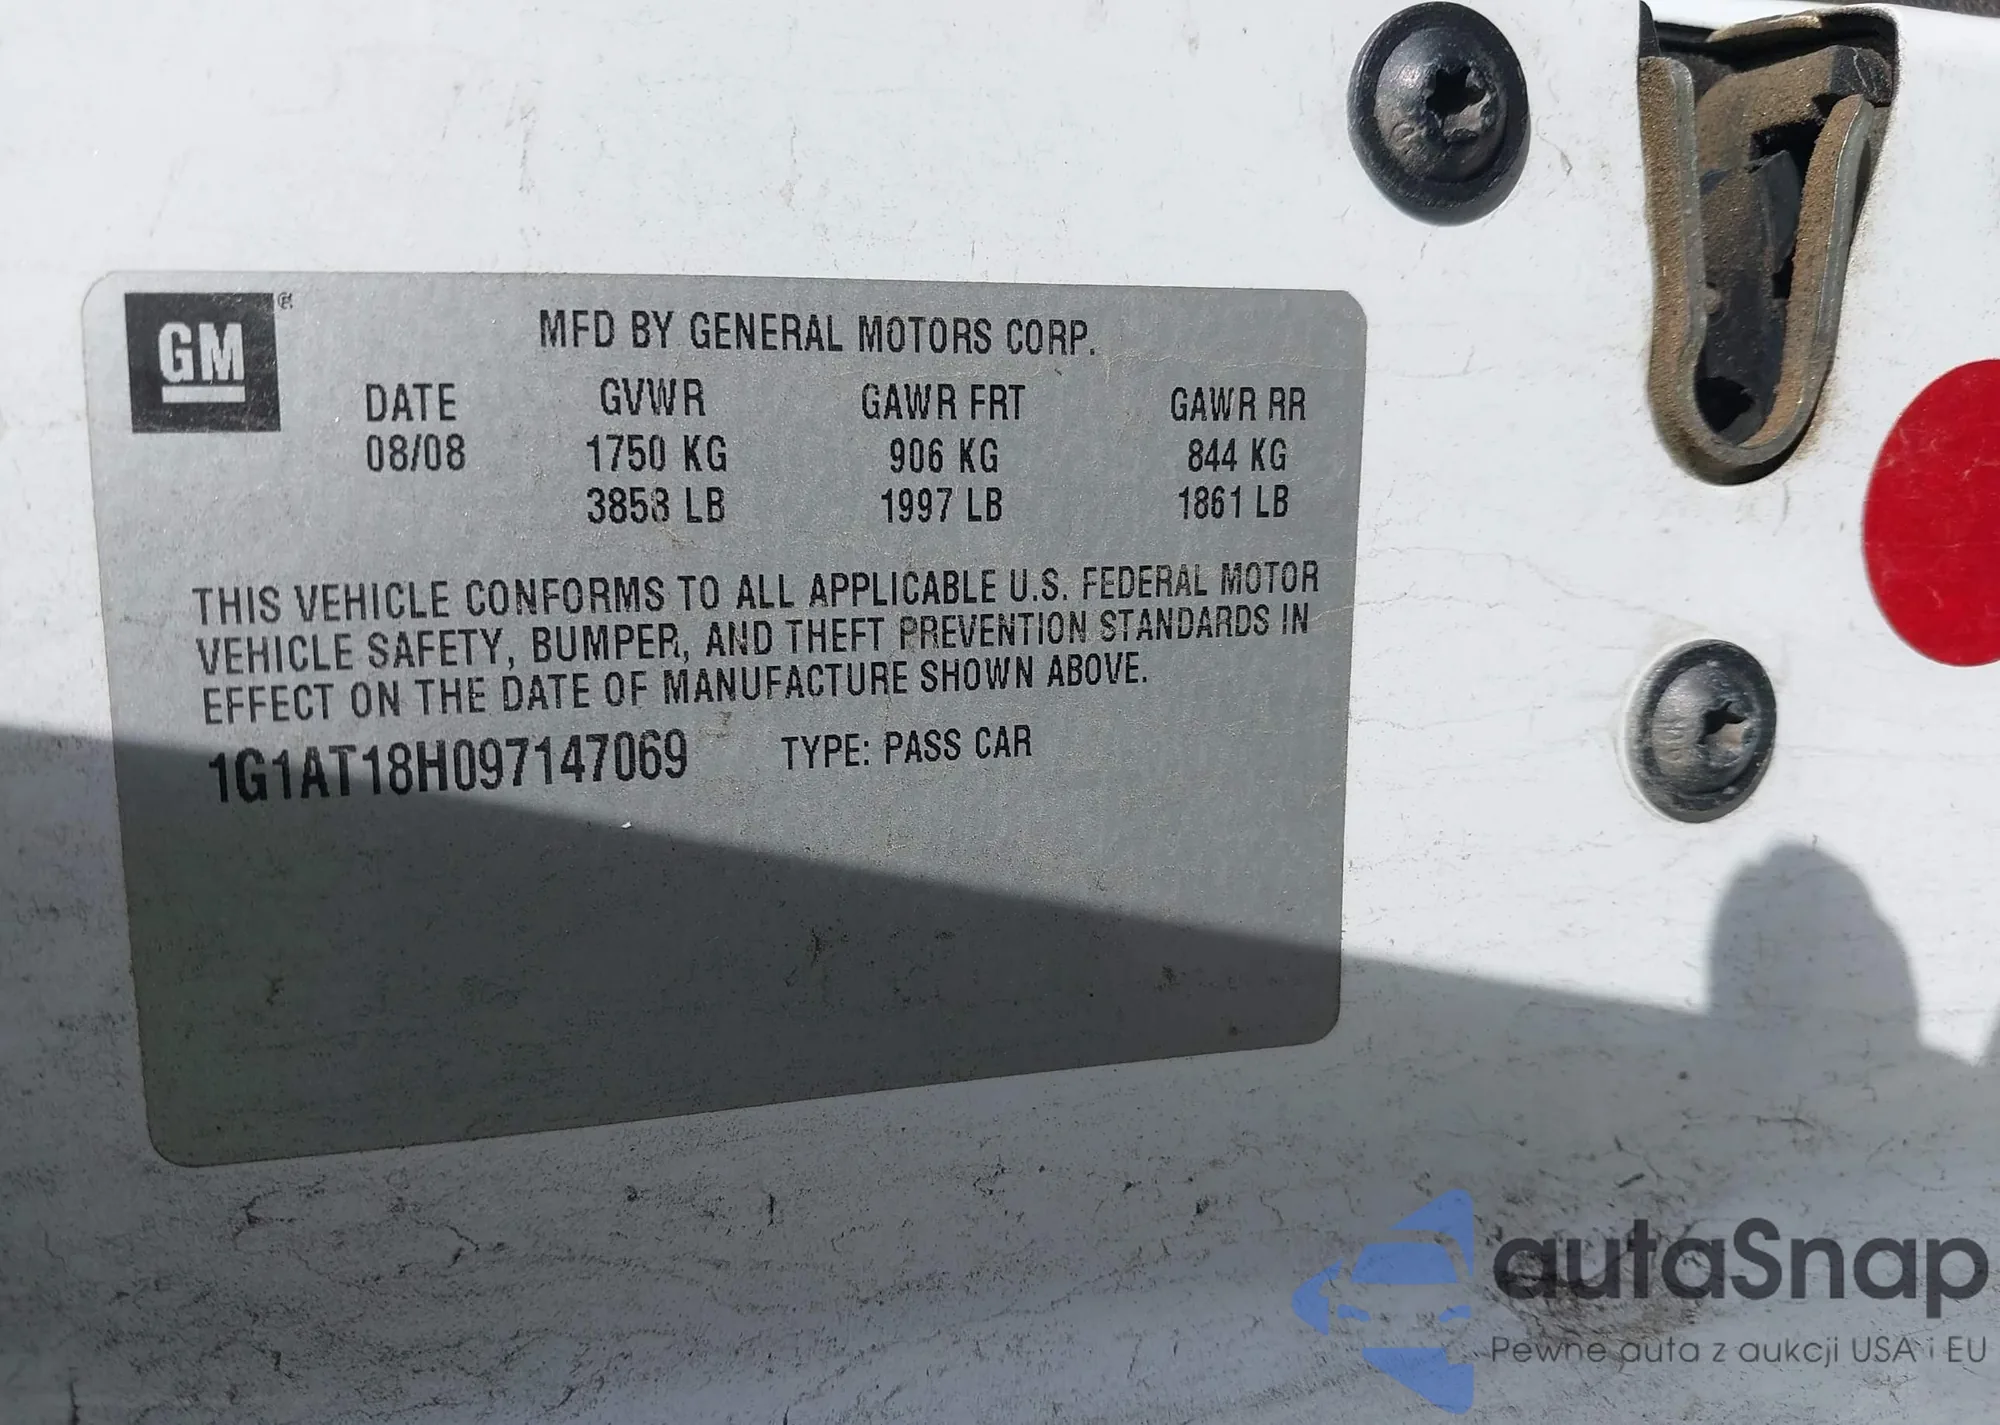 GM®
MFD BY GENERAL MOTORS CORP.
DATE GVWR GAWR FRT GAWR RR
08/08 1750 KG 906 KG 844 KG
3858 LB 1997 LB 1861 LB
THIS VEHICLE CONFORMS TO ALL APPLICABLE U.S. FEDERAL MOTOR
VEHICLE SAFETY, BUMPER, AND THEFT PREVENTION STANDARDS IN
EFFECT ON THE DATE OF MANUFACTURE SHOWN ABOVE.
1G1AT18H097147069 TYPE: PASS CAR
autaSnap
Pewne auta z aukcji USA i EU